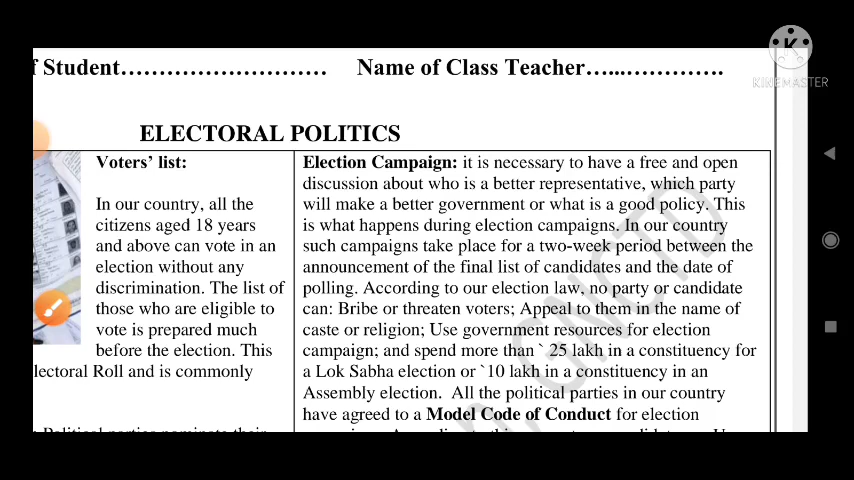 f Student……………………… Name of Class Teacher…...………….
KINEMASTER
ELECTORAL POLITICS
Voters’ list:
In our country, all the
citizens aged 18 years
and above can vote in an
election without any
discrimination. The list of
those who are eligible to
vote is prepared much
before the election. This
lectoral Roll and is commonly
Political parties nominate their
Election Campaign: it is necessary to have a free and open
discussion about who is a better representative, which party
will make a better government or what is a good policy. This
is what happens during election campaigns. In our country
such campaigns take place for a two-week period between the
announcement of the final list of candidates and the date of
polling. According to our election law, no party or candidate
can: Bribe or threaten voters; Appeal to them in the name of
caste or religion; Use government resources for election
campaign; and spend more than ` 25 lakh in a constituency for
a Lok Sabha election or `10 lakh in a constituency in an
Assembly election. All the political parties in our country
have agreed to a Model Code of Conduct for election
GNCTD